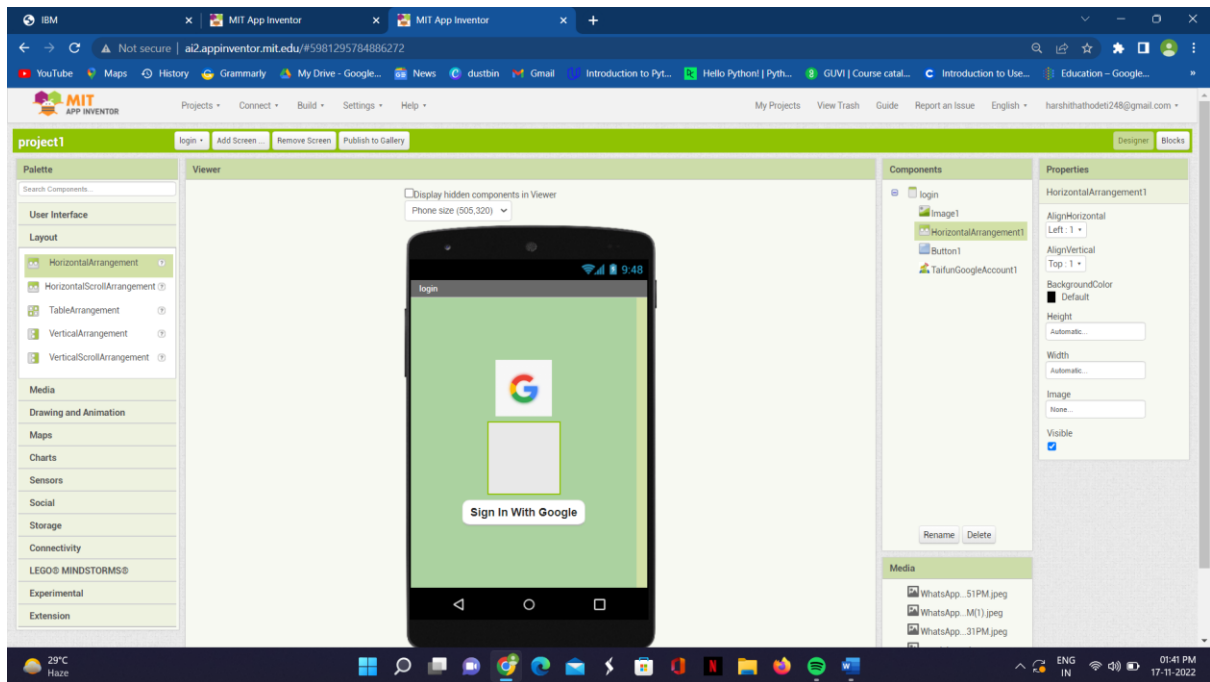 IBM
MIT App Inventor
MIT App Inventor
Not secure | ai2.appinventor.mit.edu/#5981295784886272
YouTube Maps History Grammarly My Drive - Google... News dustbin Gmail Introduction to Pyt... Hello Python! | Pyth... GUVI | Course catal... Introduction to Use... Education – Google... »
MIT
APP INVENTOR
Projects Connect Build Settings Help
My Projects View Trash Guide Report an Issue English harshithathodeti248@gmail.com
project1
login Add Screen ... Remove Screen Publish to Gallery
Designer Blocks
Palette
Search Components...
User Interface
Layout
HorizontalArrangement
HorizontalScrollArrangement
TableArrangement
VerticalArrangement
VerticalScrollArrangement
Media
Drawing and Animation
Maps
Charts
Sensors
Social
Storage
Connectivity
LEGO® MINDSTORMS®
Experimental
Extension
Viewer
Display hidden components in Viewer
Phone size (505,320)
9:48
login
G
Sign In With Google
Components
login
Image1
HorizontalArrangement1
Button1
TaifunGoogleAccount1
Rename Delete
Media
WhatsApp...51PM.jpeg
WhatsApp...M(1).jpeg
WhatsApp...31PM.jpeg
Properties
HorizontalArrangement1
AlignHorizontal
Left : 1
AlignVertical
Top : 1
BackgroundColor
Default
Height
Automatic...
Width
Automatic...
Image
None...
Visible
29°C
Haze
ENG
IN
01:41 PM
17-11-2022